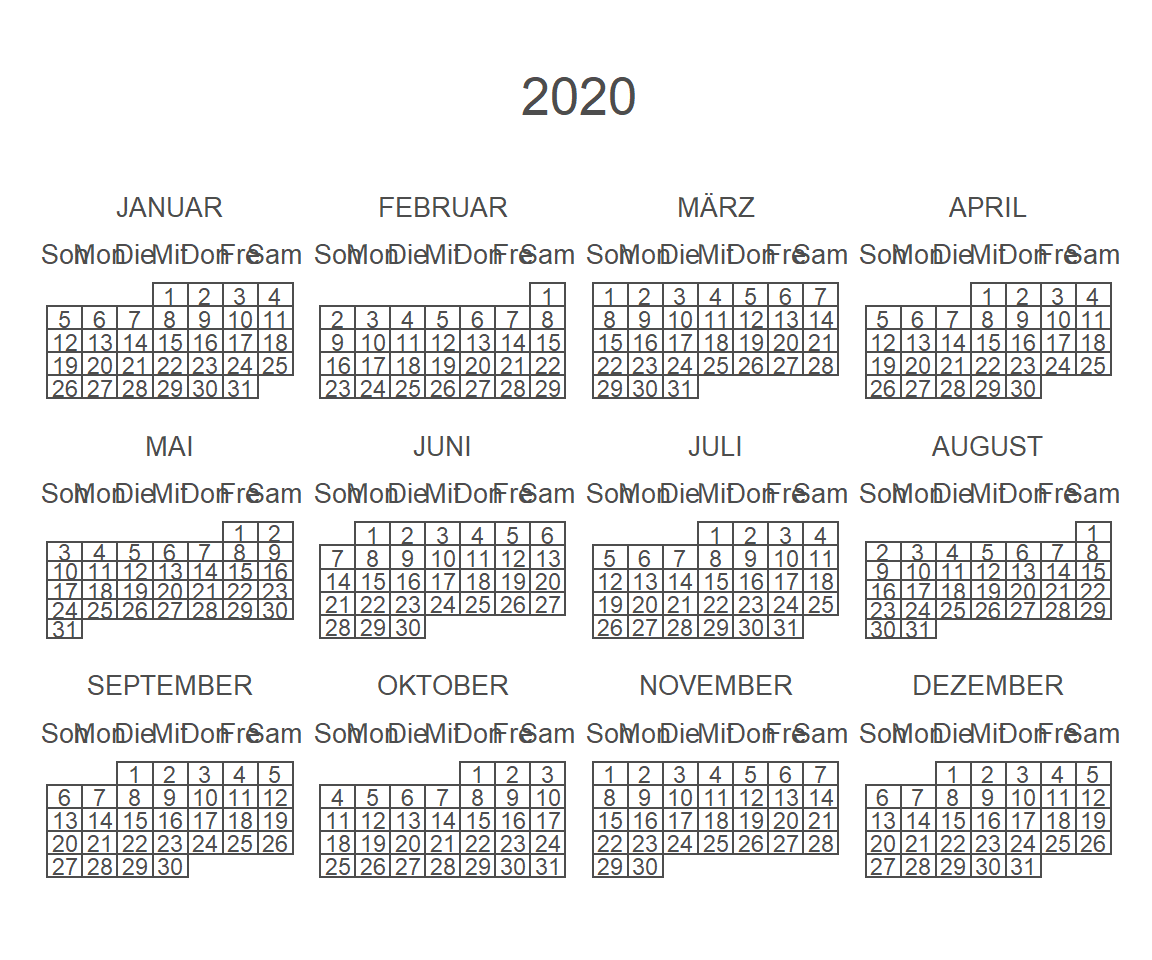 2020
JANUAR FEBRUAR MÄRZ APRIL
Son Mon Die Mit Don Fre Sam Son Mon Die Mit Don Fre Sam Son Mon Die Mit Don Fre Sam Son Mon Die Mit Don Fre Sam
1 2 3 4 1 1 2 3 4 5 6 7 1 2 3 4
5 6 7 8 9 10 11 2 3 4 5 6 7 8 8 9 10 11 12 13 14 5 6 7 8 9 10 11
12 13 14 15 16 17 18 9 10 11 12 13 14 15 15 16 17 18 19 20 21 12 13 14 15 16 17 18
19 20 21 22 23 24 25 16 17 18 19 20 21 22 22 23 24 25 26 27 28 19 20 21 22 23 24 25
26 27 28 29 30 31 23 24 25 26 27 28 29 29 30 31 26 27 28 29 30
MAI JUNI JULI AUGUST
Son Mon Die Mit Don Fre Sam Son Mon Die Mit Don Fre Sam Son Mon Die Mit Don Fre Sam Son Mon Die Mit Don Fre Sam
1 2 1 2 3 4 5 6 1 2 3 4 1
3 4 5 6 7 8 9 7 8 9 10 11 12 13 5 6 7 8 9 10 11 2 3 4 5 6 7 8
10 11 12 13 14 15 16 14 15 16 17 18 19 20 12 13 14 15 16 17 18 9 10 11 12 13 14 15
17 18 19 20 21 22 23 21 22 23 24 25 26 27 19 20 21 22 23 24 25 16 17 18 19 20 21 22
24 25 26 27 28 29 30 28 29 30 26 27 28 29 30 31 23 24 25 26 27 28 29
31 30 31
SEPTEMBER OKTOBER NOVEMBER DEZEMBER
Son Mon Die Mit Don Fre Sam Son Mon Die Mit Don Fre Sam Son Mon Die Mit Don Fre Sam Son Mon Die Mit Don Fre Sam
1 2 3 4 5 1 2 3 1 2 3 4 5 6 7 1 2 3 4 5
6 7 8 9 10 11 12 4 5 6 7 8 9 10 8 9 10 11 12 13 14 6 7 8 9 10 11 12
13 14 15 16 17 18 19 11 12 13 14 15 16 17 15 16 17 18 19 20 21 13 14 15 16 17 18 19
20 21 22 23 24 25 26 18 19 20 21 22 23 24 22 23 24 25 26 27 28 20 21 22 23 24 25 26
27 28 29 30 25 26 27 28 29 30 31 29 30 27 28 29 30 31